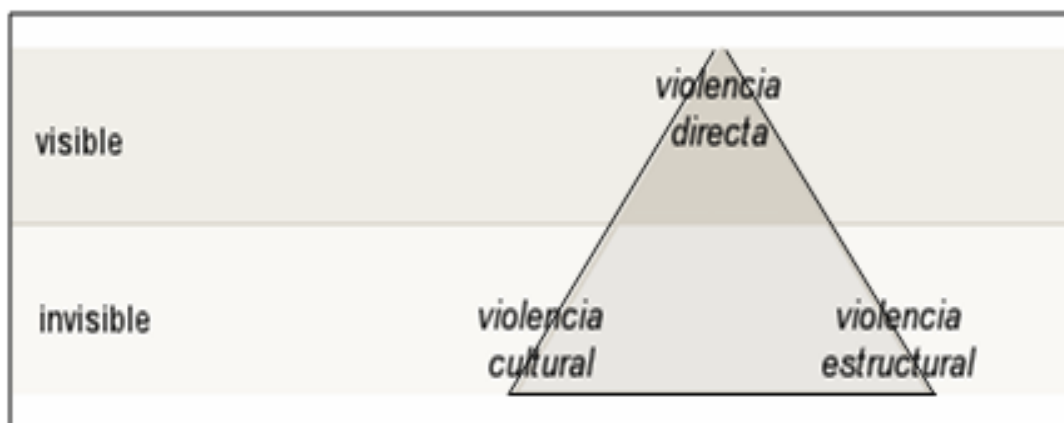 violencia
directa
visible
invisible
violencia
cultural
violencia
estructural